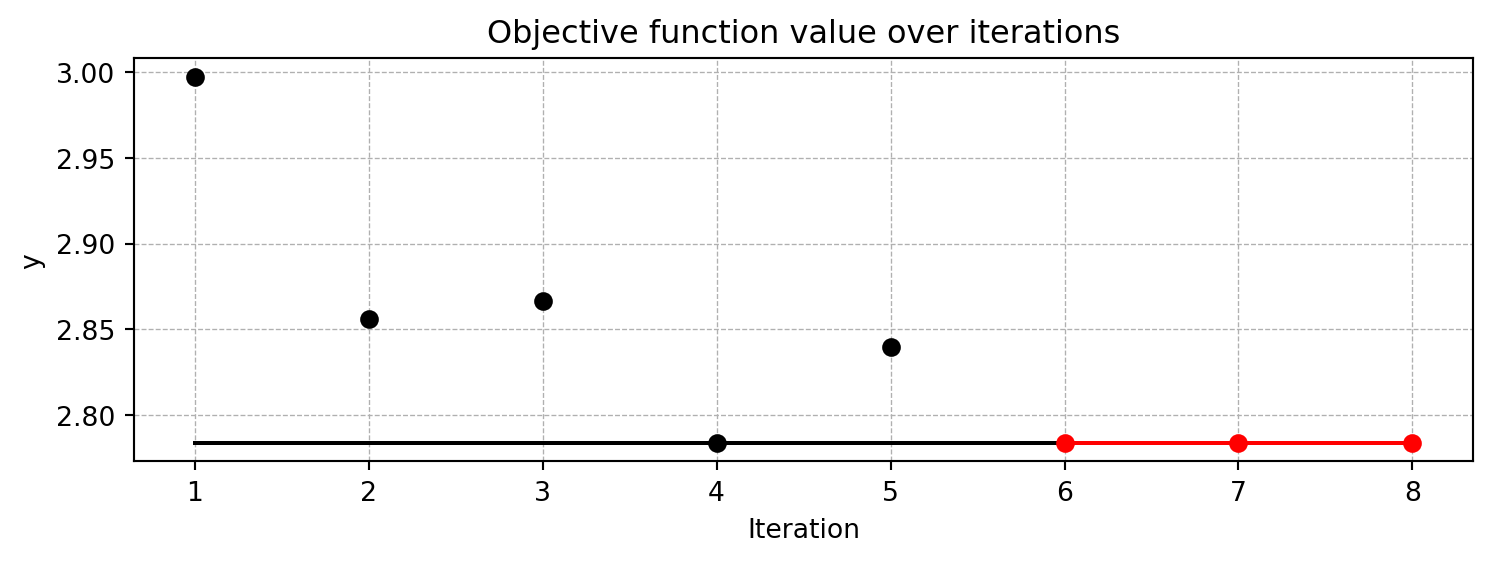 Objective function value over iterations
3.00
2.95
2.90
2.85
2.80
y
1 2 3 4 5 6 7 8
Iteration